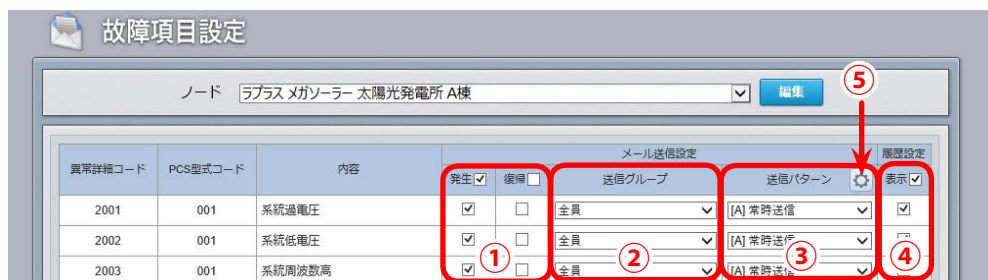 故障項目設定
⑤
ノード ラプラス メガソーラー 太陽光発電所 A棟 編集
メール送信設定 履歴設定
異常詳細コード PCS型式コード 内容 発生 復帰 送信グループ 送信パターン 表示
2001 001 系統過電圧 全員 [A] 常時送信
2002 001 系統低電圧 全員 [A] 常時送信
2003 001 系統周波数高 全員 [A] 常時送信
① ② ③ ④